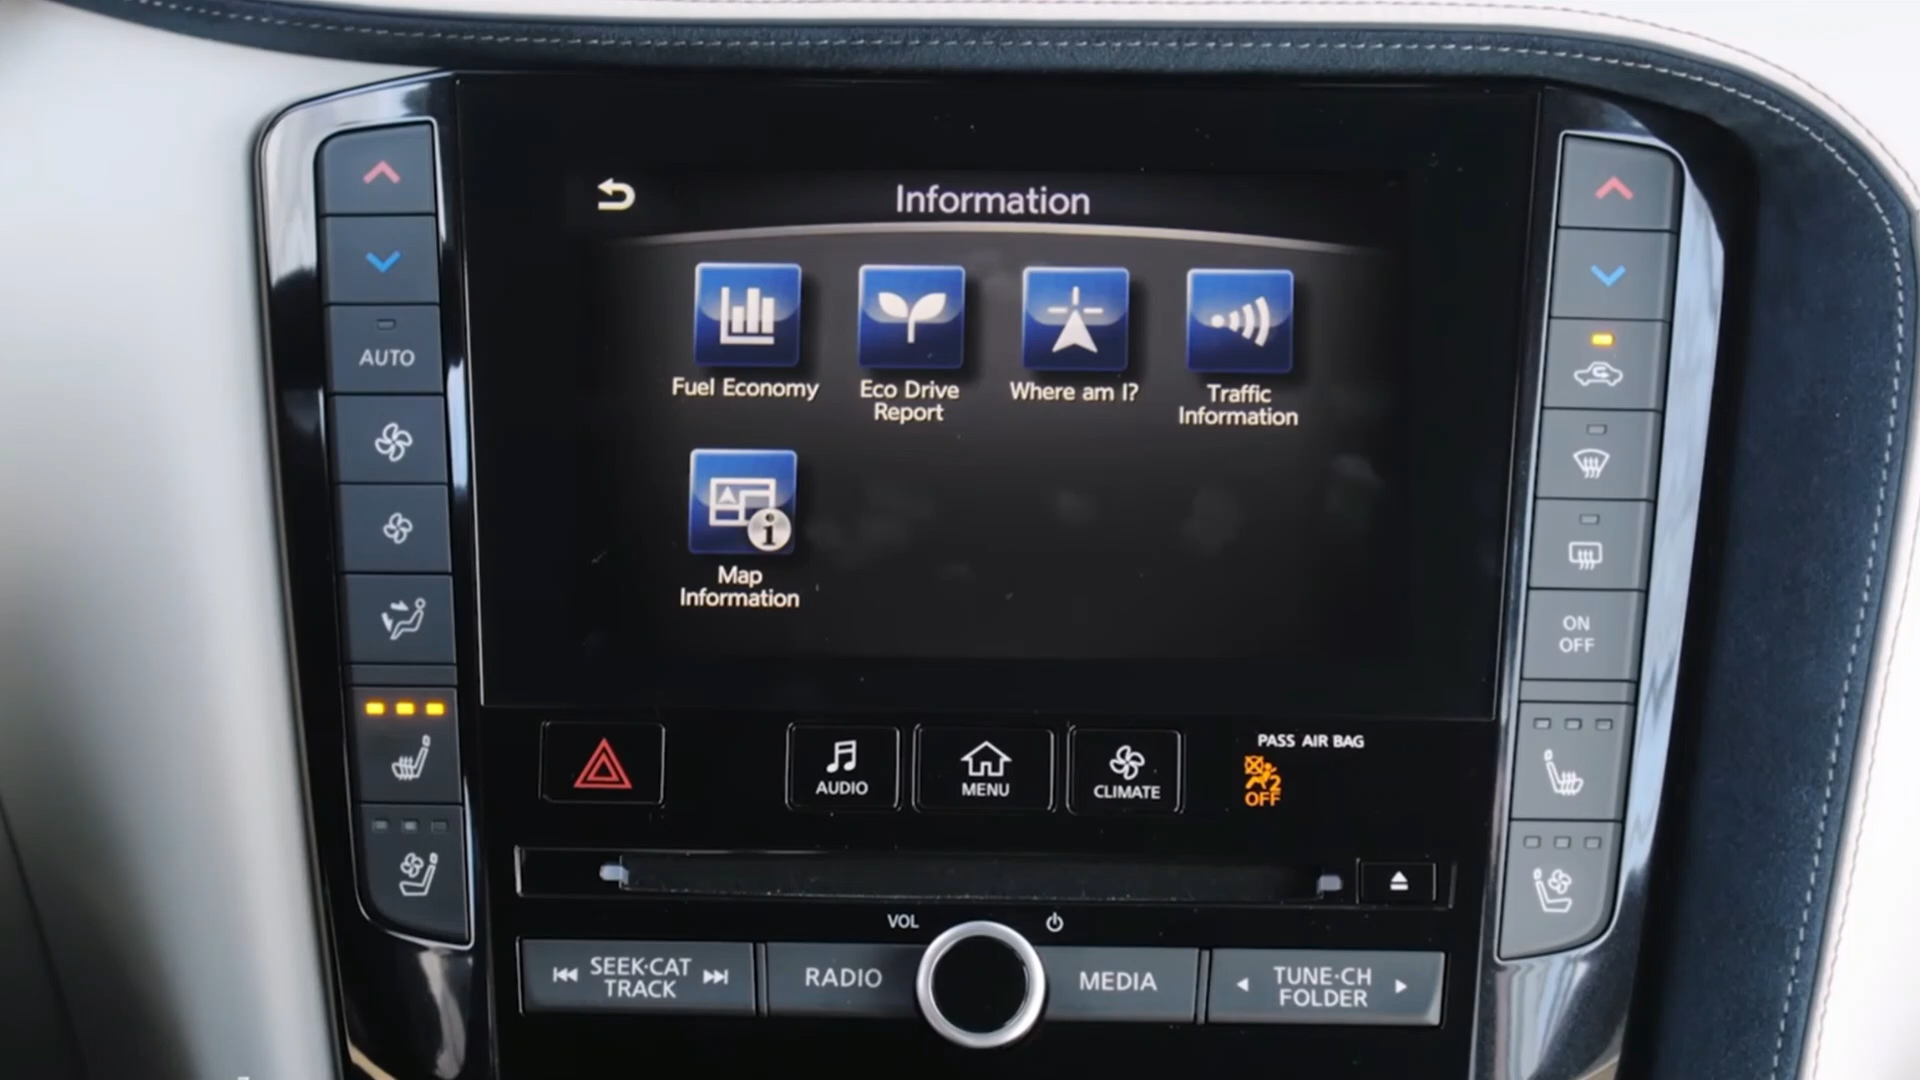 Information
Fuel Economy
Eco Drive
Report
Where am I?
Traffic
Information
Map
Information
AUTO
ON
OFF
AUDIO
MENU
CLIMATE
PASS AIR BAG
2
OFF
VOL
SEEK·CAT
TRACK
RADIO
MEDIA
TUNE·CH
FOLDER